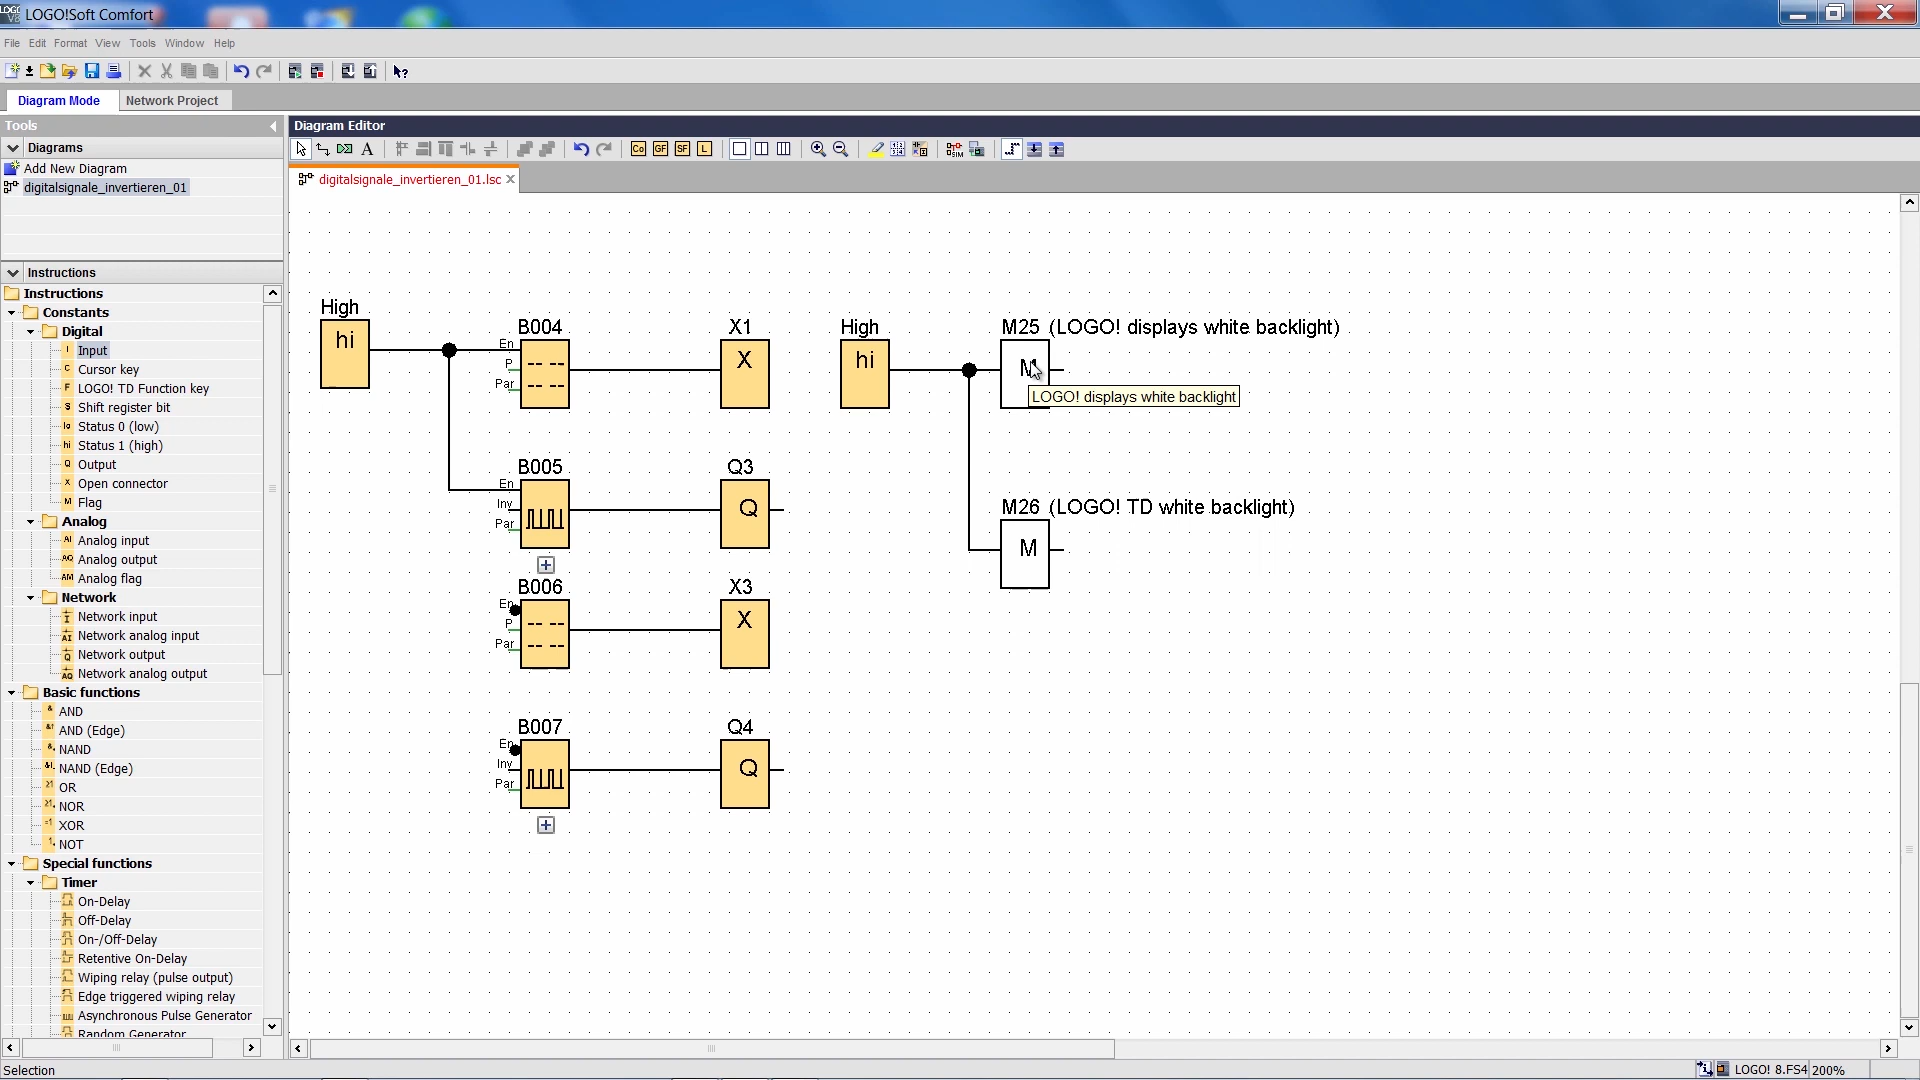 LOGO!Soft Comfort
File Edit Format View Tools Window Help
Diagram Mode Network Project
Tools
Diagrams
Add New Diagram
digitalsignale_invertieren_01
Instructions
Instructions
Constants
Digital
Input
Cursor key
LOGO! TD Function key
Shift register bit
Status 0 (low)
Status 1 (high)
Output
Open connector
Flag
Analog
Analog input
Analog output
Analog flag
Network
Network input
Network analog input
Network output
Network analog output
Basic functions
AND
AND (Edge)
NAND
NAND (Edge)
OR
NOR
XOR
NOT
Special functions
Timer
On-Delay
Off-Delay
On-/Off-Delay
Retentive On-Delay
Wiping relay (pulse output)
Edge triggered wiping relay
Asynchronous Pulse Generator
Random Generator
Diagram Editor
A Co GF SF L SIM
digitalsignale_invertieren_01.lsc
High
hi
B004
En
P
Par
X1
X
High
hi
M25 (LOGO! displays white backlight)
M
LOGO! displays white backlight
B005
En
Inv
Par
Q3
Q
M26 (LOGO! TD white backlight)
M
B006
En
P
Par
X3
X
B007
En
Inv
Par
Q4
Q
Selection
LOGO! 8.FS4 200%